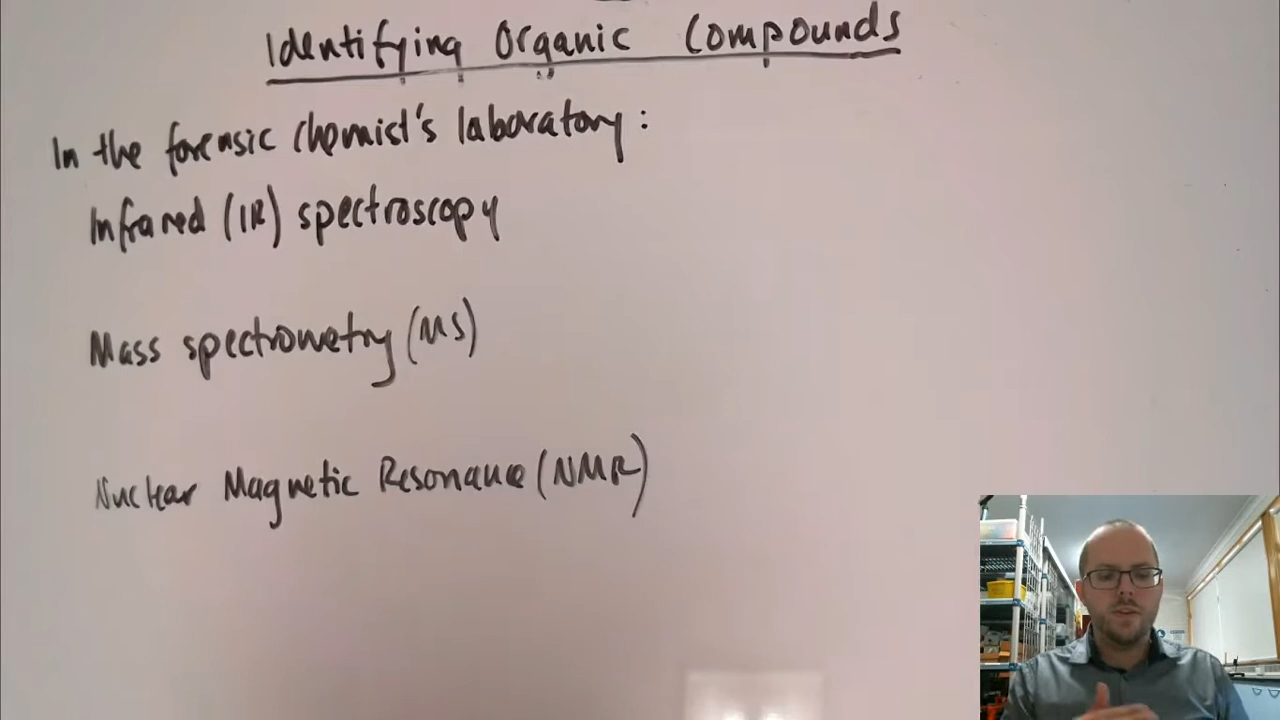 Identifying Organic Compounds
In the forensic chemist's laboratory:
Infrared (IR) spectroscopy
Mass spectrometry (MS)
Nuclear Magnetic Resonance (NMR)